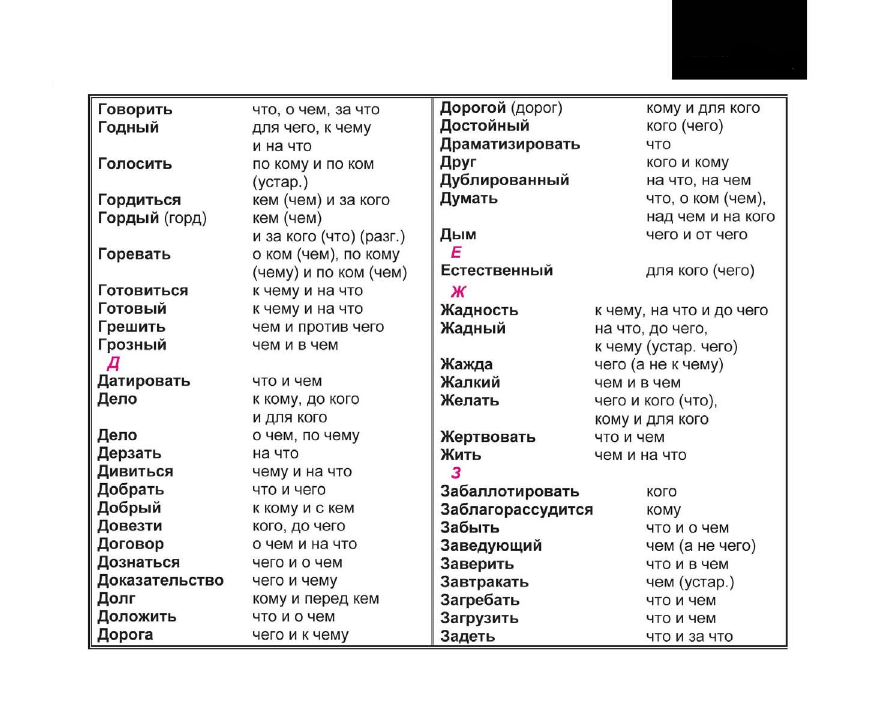 Говорить что, о чем, за что
Годный для чего, к чему
и на что
Голосить по кому и по ком
(устар.)
Гордиться кем (чем) и за кого
Гордый (горд) кем (чем)
и за кого (что) (разг.)
Горевать о ком (чем), по кому
(чему) и по ком (чем)
Готовиться к чему и на что
Готовый к чему и на что
Грешить чем и против чего
Грозный чем и в чем
Д
Датировать что и чем
Дело к кому, до кого
и для кого
Дело о чем, по чему
Дерзать на что
Дивиться чему и на что
Добрать что и чего
Добрый к кому и с кем
Довезти кого, до чего
Договор о чем и на что
Дознаться чего и о чем
Доказательство чего и чему
Долг кому и перед кем
Доложить что и о чем
Дорога чего и к чему
Дорогой (дорог) кому и для кого
Достойный кого (чего)
Драматизировать что
Друг кого и кому
Дублированный на что, на чем
Думать что, о ком (чем),
над чем и на кого
Дым чего и от чего
Е
Естественный для кого (чего)
Ж
Жадность к чему, на что и до чего
Жадный на что, до чего,
к чему (устар. чего)
Жажда чего (а не к чему)
Жалкий чем и в чем
Желать чего и кого (что),
кому и для кого
Жертвовать что и чем
Жить чем и на что
З
Забаллотировать кого
Заблагорассудится кому
Забыть что и о чем
Заведующий чем (а не чего)
Заверить что и в чем
Завтракать чем (устар.)
Загребать что и чем
Загрузить что и чем
Задеть что и за что